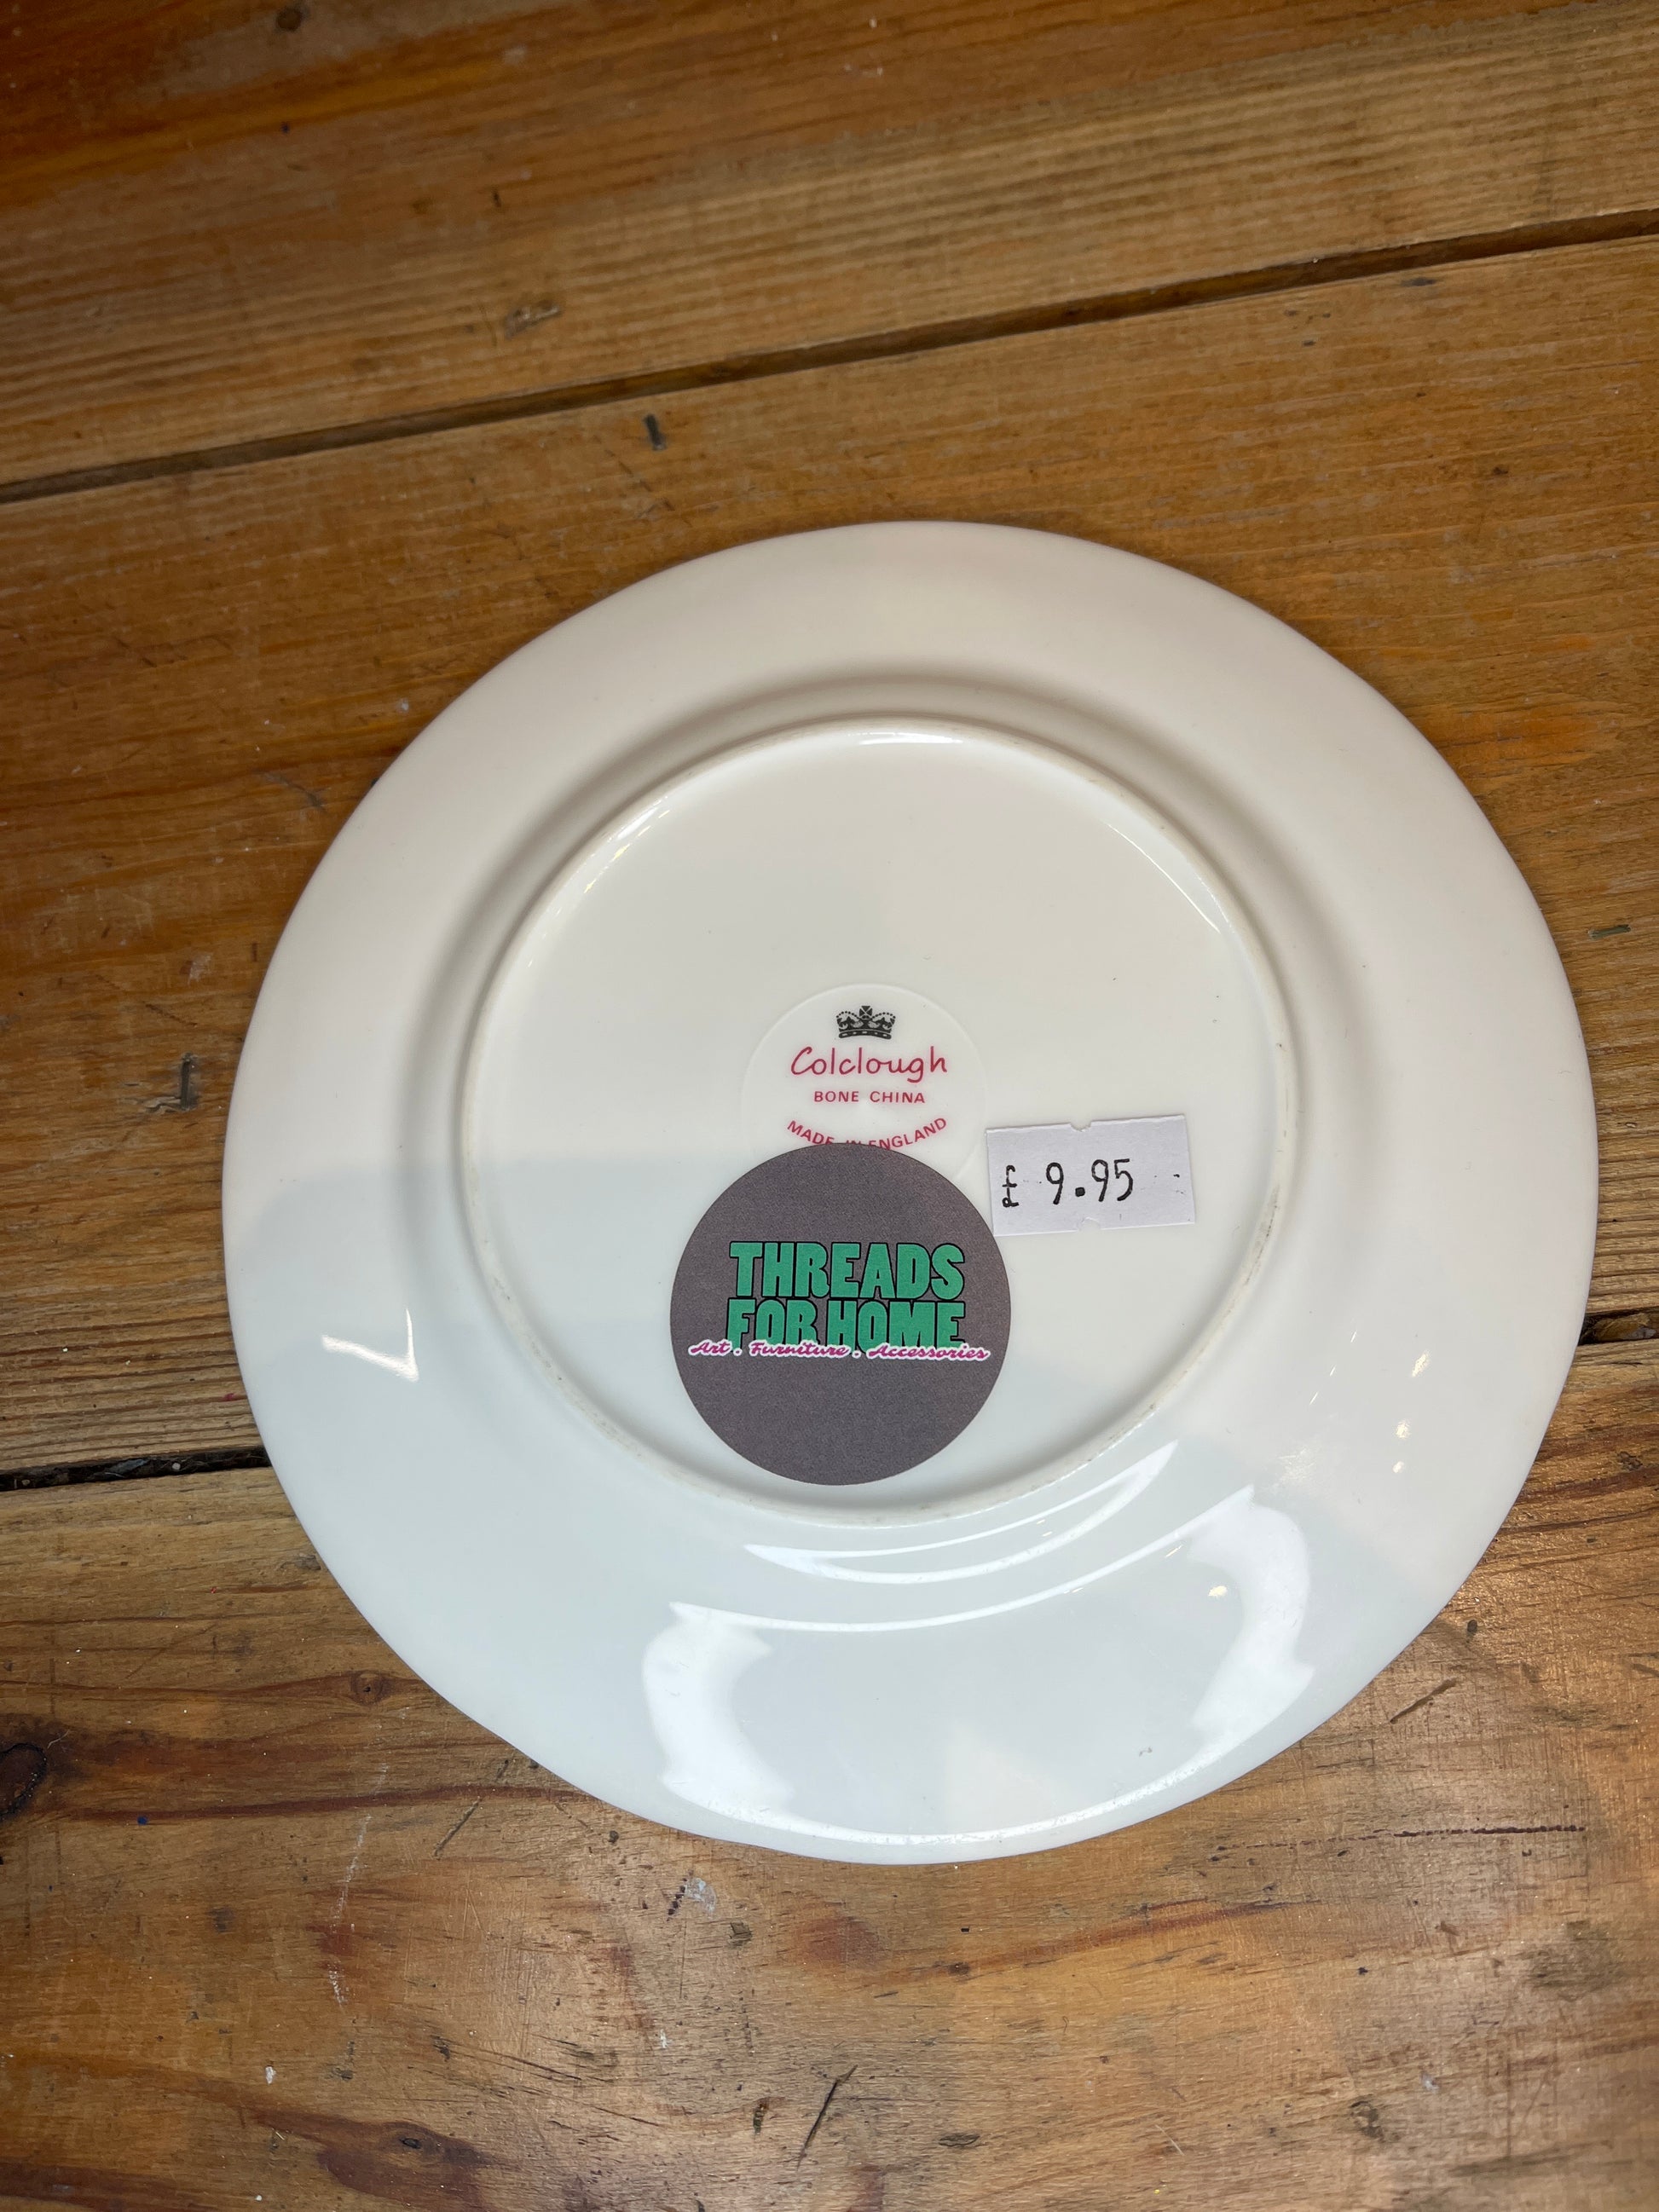 Colclough
BONE CHINA
MADE IN ENGLAND
£ 9.95
THREADS
FOR HOME
Art . Furniture . Accessories